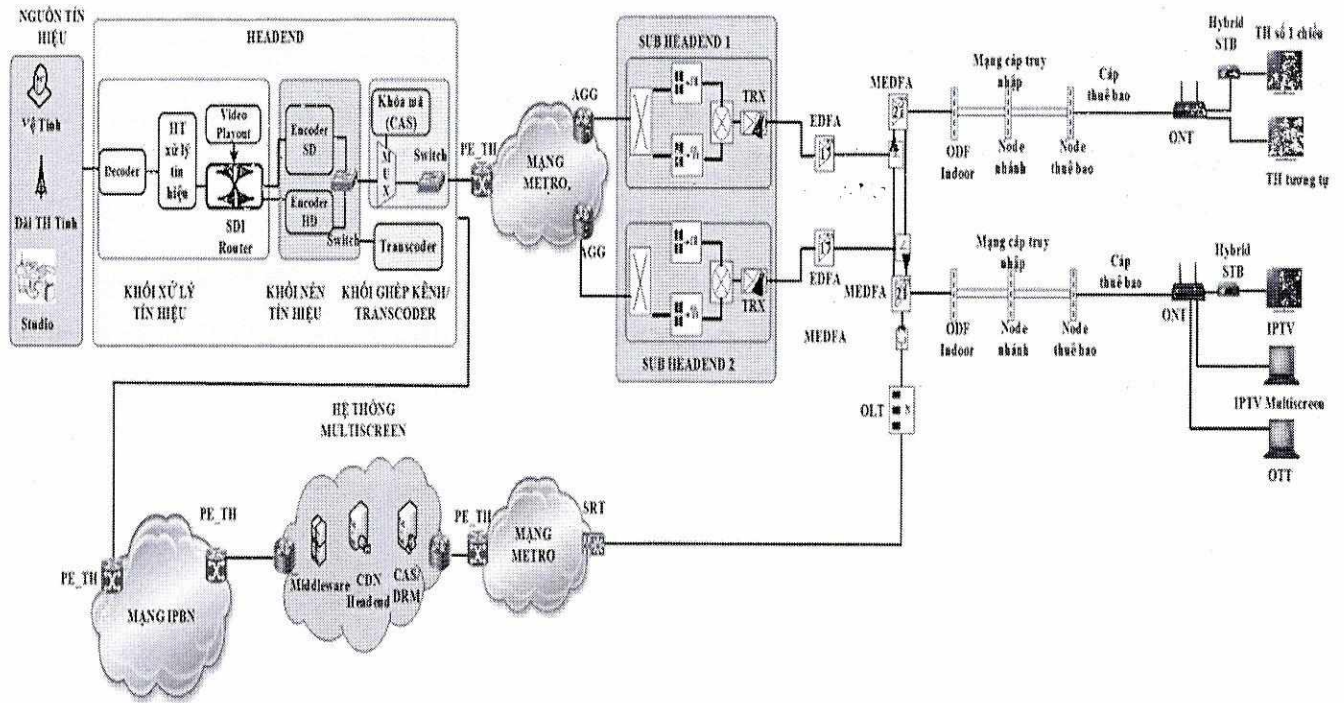 NGUỒN TÍN
HIỆU
Vệ Tinh
Đài TH Tỉnh
Studio
HEADEND
Decoder
HT
xử lý
tín
hiệu
Video
Playout
SDI
Router
KHỐI XỬ LÝ
TÍN HIỆU
Encoder
SD
Encoder
HD
Switch
KHỐI NÉN
TÍN HIỆU
Khóa mã
(CAS)
MUX
Switch
Transcoder
KHỐI GHÉP KÊNH/
TRANSCODER
PE_TH
MẠNG
METRO,
AGG
AGG
SUB HEADEND 1
TRX
TRX
SUB HEADEND 2
EDFA
EDFA
MEDFA
MEDFA
MEDFA
ODF
Indoor
Mạng cáp truy
nhập
Node
nhánh
Node
thuê bao
Cáp
thuê bao
ONT
Hybrid
STB
TH số 1 chiều
TH tương tự
ODF
Indoor
Mạng cáp truy
nhập
Node
nhánh
Node
thuê bao
Cáp
thuê bao
ONT
Hybrid
STB
IPTV
IPTV Multiscreen
OTT
OLT
HỆ THỐNG
MULTISCREEN
PE_TH
MẠNG IPBN
PE_TH
Middleware
CDN
Headend
CAS/
DRM
PE_TH
MẠNG
METRO
SRT